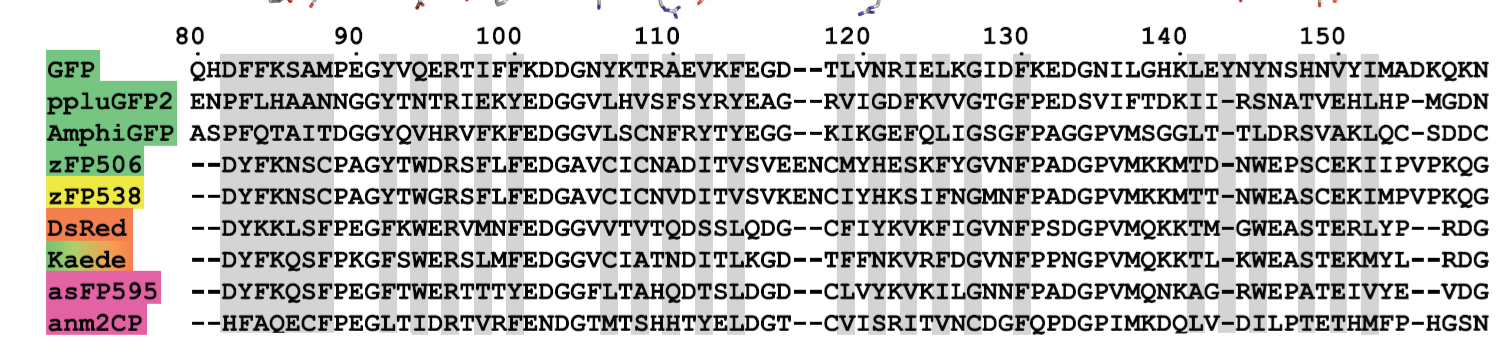 80 90 100 110 120 130 140 150
GFP QHDFFKSAMPEGYVQERTIFFKDDGNYKTRAEVKFEGD--TLVNRIELKGIDFKEDGNILGHKLEYNYNSHNVYIMADKQKN
ppluGFP2 ENPFLHAANNGGYTNTRIEKYEDGGVLHVSFSYRYEAG--RVIGDFKVVGTGFPEDSVIFTDKII-RSNATVEHLHP-MGDN
AmphiGFP ASPFQTAITDGGYQVHRVFKFEDGGVLSCNFRYTYEGG--KIKGEFQLIGSGFPAGGPVMSGGLT-TLDRSVAKLQC-SDDC
zFP506 --DYFKNSCPAGYTWDRSFLFEDGAVCICNADITVSVEENCMYHESKFYGVNFPADGPVMKKMTD-NWEPSCEKIIPVPKQG
zFP538 --DYFKNSCPAGYTWGRSFLFEDGAVCICNVDITVSVKENCIYHKSIFNGMNFPADGPVMKKMTT-NWEASCEKIMPVPKQG
DsRed --DYKKLSFPEGFKWERVMNFEDGGVVTVTQDSSLQDG--CFIYKVKFIGVNFPSDGPVMQKKTM-GWEASTERLYP--RDG
Kaede --DYFKQSFPKGFSWERSLMFEDGGVCIATNDITLKGD--TFFNKVRFDGVNFPPNGPVMQKKTL-KWEASTEKMYL--RDG
asFP595 --DYFKQSFPEGFTWERTTTYEDGGFLTAHQDTSLDGD--CLVYKVKILGNNFPADGPVMQNKAG-RWEPATEIVYE--VDG
anm2CP --HFAQECFPEGLTIDRTVRFENDGTMTSHHTYELDGT--CVISRITVNCDGFQPDGPIMKDQLV-DILPTETHMFP-HGSN